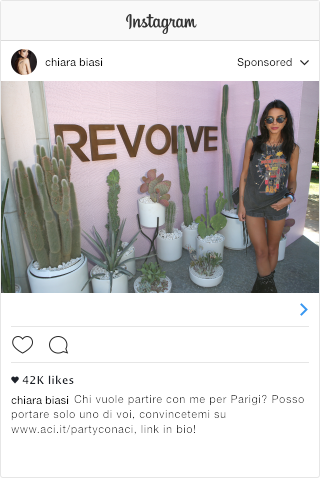 Instagram
chiara biasi
Sponsored
REVOLVE
42K likes
chiara biasi Chi vuole partire con me per Parigi? Posso
portare solo uno di voi, convincetemi su
www.aci.it/partyconaci, link in bio!